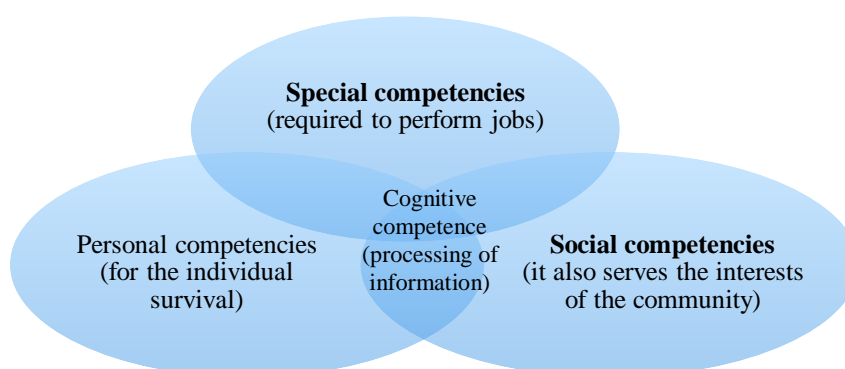 Special competencies
(required to perform jobs)
Cognitive
competence
(processing of
information)
Personal competencies
(for the individual
survival)
Social competencies
(it also serves the interests
of the community)